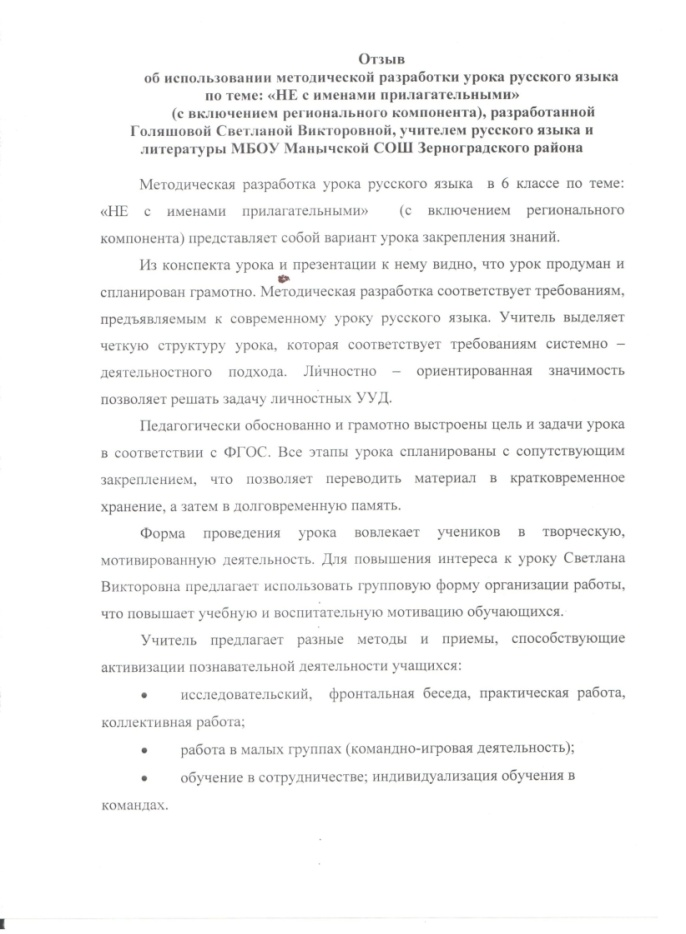 Отзыв
об использовании методической разработки урока русского языка
по теме: «НЕ с именами прилагательными»
(с включением регионального компонента), разработанной
Голяшовой Светланой Викторовной, учителем русского языка и
литературы МБОУ Манычской СОШ Зерноградского района
Методическая разработка урока русского языка в 6 классе по теме:
«НЕ с именами прилагательными» (с включением регионального
компонента) представляет собой вариант урока закрепления знаний.
Из конспекта урока и презентации к нему видно, что урок продуман и
спланирован грамотно. Методическая разработка соответствует требованиям,
предъявляемым к современному уроку русского языка. Учитель выделяет
четкую структуру урока, которая соответствует требованиям системно –
деятельностного подхода. Личностно – ориентированная значимость
позволяет решать задачу личностных УУД.
Педагогически обоснованно и грамотно выстроены цель и задачи урока
в соответствии с ФГОС. Все этапы урока спланированы с сопутствующим
закреплением, что позволяет переводить материал в кратковременное
хранение, а затем в долговременную память.
Форма проведения урока вовлекает учеников в творческую,
мотивированную деятельность. Для повышения интереса к уроку Светлана
Викторовна предлагает использовать групповую форму организации работы,
что повышает учебную и воспитательную мотивацию обучающихся.
Учитель предлагает разные методы и приемы, способствующие
активизации познавательной деятельности учащихся:
• исследовательский, фронтальная беседа, практическая работа,
коллективная работа;
• работа в малых группах (командно-игровая деятельность);
• обучение в сотрудничестве; индивидуализация обучения в
командах.